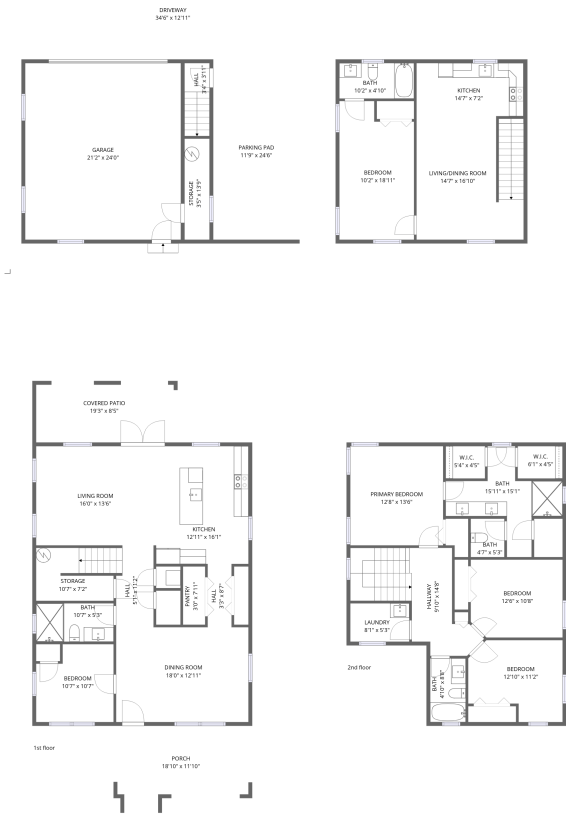 DRIVEWAY
34'6" x 12'11"
HALL
3'4" x 3'11"
GARAGE
21'2" x 24'0"
STORAGE
3'5" x 13'9"
PARKING PAD
11'9" x 24'6"
BATH
10'2" x 4'10"
KITCHEN
14'7" x 7'2"
BEDROOM
10'2" x 18'11"
LIVING/DINING ROOM
14'7" x 16'10"
COVERED PATIO
19'3" x 8'5"
LIVING ROOM
16'0" x 13'6"
KITCHEN
12'11" x 16'1"
STORAGE
10'7" x 7'2"
HALL
5'1" x 11'2"
PANTRY
3'0" x 7'11"
HALL
3'3" x 8'7"
BATH
10'7" x 5'3"
BEDROOM
10'7" x 10'7"
DINING ROOM
18'0" x 12'11"
1st floor
PORCH
18'10" x 11'10"
W.I.C.
5'4" x 4'5"
W.I.C.
6'1" x 4'5"
PRIMARY BEDROOM
12'8" x 13'6"
BATH
15'11" x 15'1"
BATH
4'7" x 5'3"
HALLWAY
9'10" x 14'8"
BEDROOM
12'6" x 10'8"
LAUNDRY
8'1" x 5'3"
2nd floor
BATH
4'10" x 8'8"
BEDROOM
12'10" x 11'2"